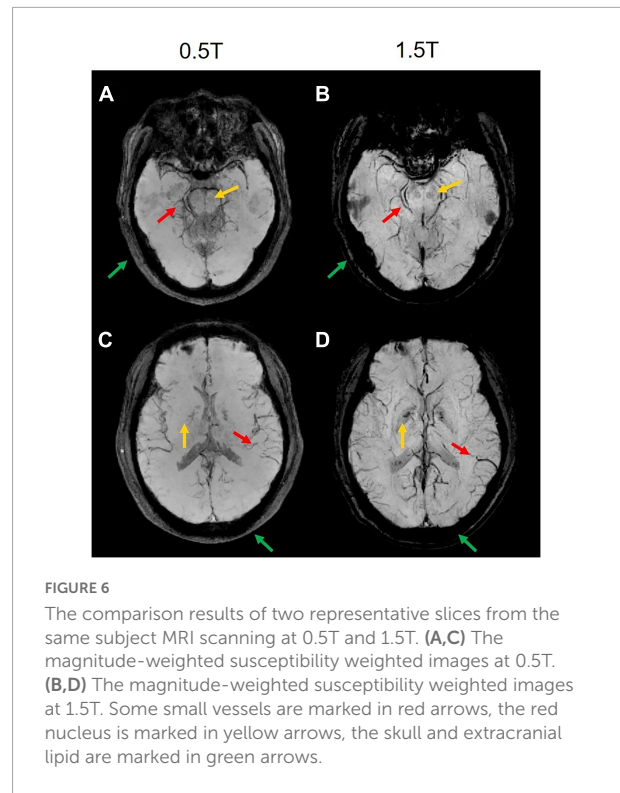 0.5T 1.5T
A B
C D
FIGURE 6
The comparison results of two representative slices from the
same subject MRI scanning at 0.5T and 1.5T. (A,C) The
magnitude-weighted susceptibility weighted images at 0.5T.
(B,D) The magnitude-weighted susceptibility weighted images
at 1.5T. Some small vessels are marked in red arrows, the red
nucleus is marked in yellow arrows, the skull and extracranial
lipid are marked in green arrows.